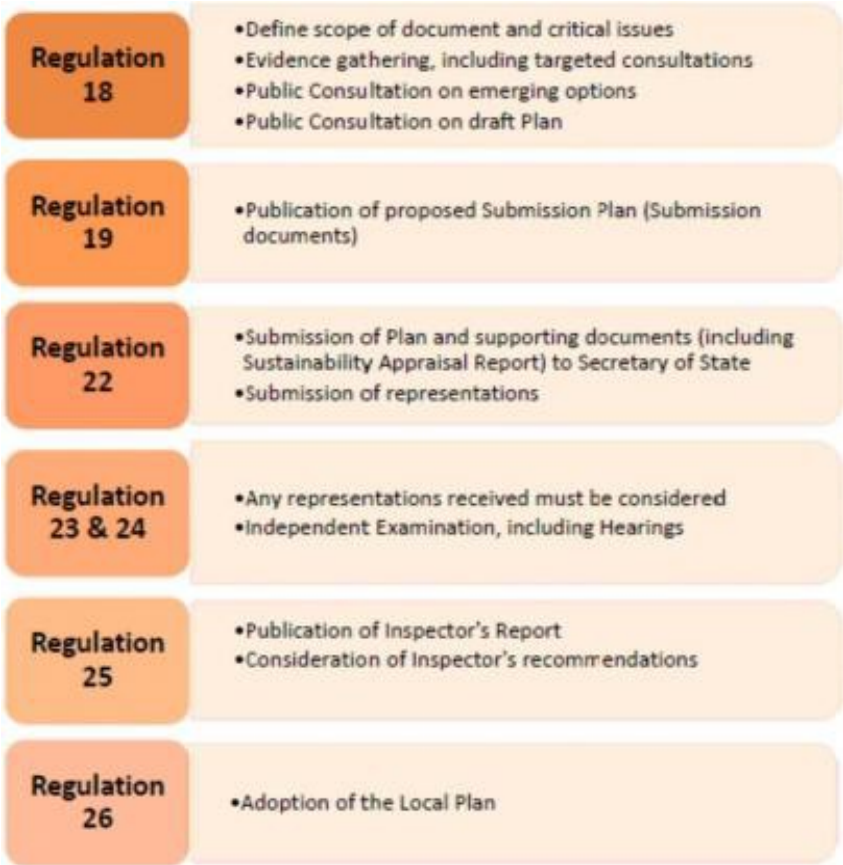 Regulation
18
•Define scope of document and critical issues
•Evidence gathering, including targeted consultations
•Public Consultation on emerging options
•Public Consultation on draft Plan
Regulation
19
•Publication of proposed Submission Plan (Submission
documents)
Regulation
22
•Submission of Plan and supporting documents (including
Sustainability Appraisal Report) to Secretary of State
•Submission of representations
Regulation
23 & 24
•Any representations received must be considered
•Independent Examination, including Hearings
Regulation
25
•Publication of Inspector's Report
•Consideration of Inspector's recommendations
Regulation
26
•Adoption of the Local Plan